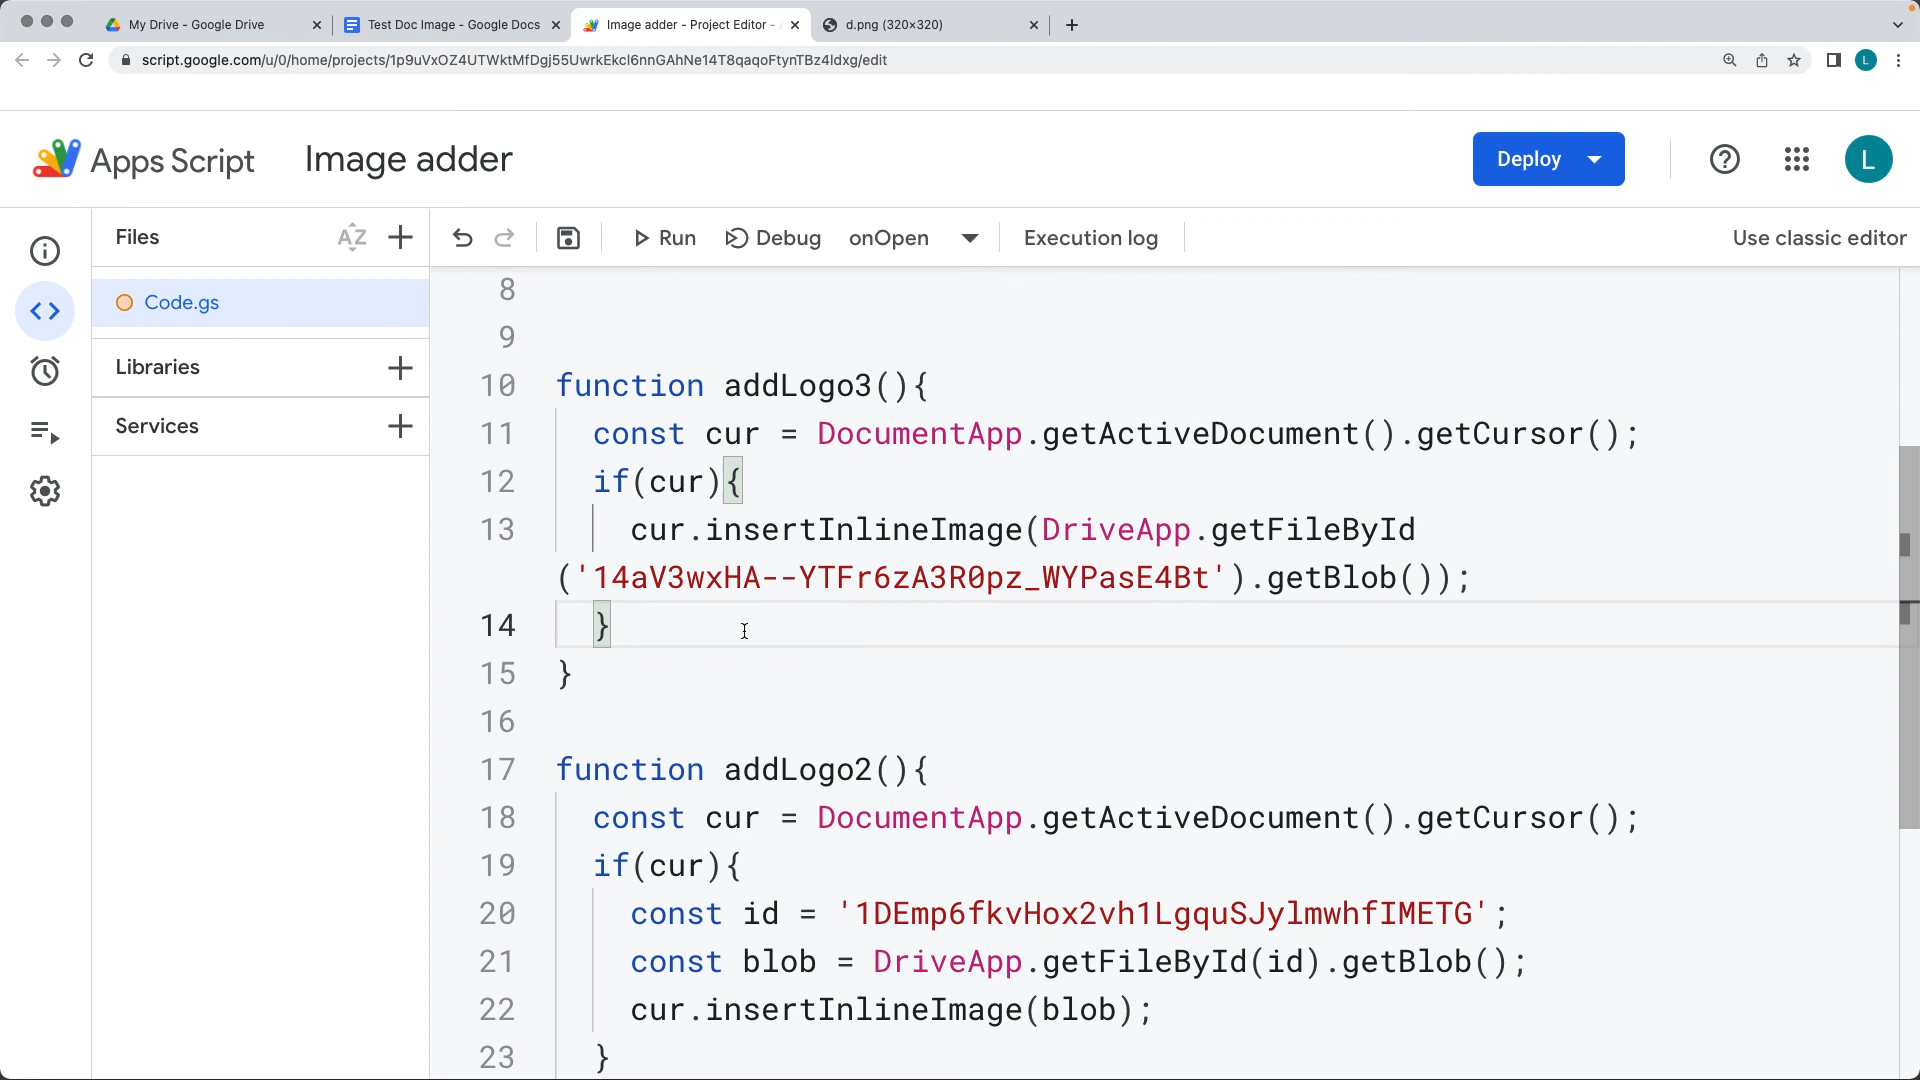 My Drive - Google Drive
Test Doc Image - Google Docs
Image adder - Project Editor -
d.png (320×320)
script.google.com/u/0/home/projects/1p9uVxOZ4UTWktMfDgj55UwrkEkcl6nnGAhNe14T8qaqoFtynTBz4ldxg/edit
L
Apps Script
Image adder
Deploy
L
Files
AZ
Run
Debug
onOpen
Execution log
Use classic editor
Code.gs
Libraries
Services
8
9
10 function addLogo3(){
11 const cur = DocumentApp.getActiveDocument().getCursor();
12 if(cur){
13 cur.insertInlineImage(DriveApp.getFileById
('14aV3wxHA--YTFr6zA3R0pz_WYPasE4Bt').getBlob());
14 }
15 }
16
17 function addLogo2(){
18 const cur = DocumentApp.getActiveDocument().getCursor();
19 if(cur){
20 const id = '1DEmp6fkvHox2vh1LgquSJylmwhfIMETG';
21 const blob = DriveApp.getFileById(id).getBlob();
22 cur.insertInlineImage(blob);
23 }